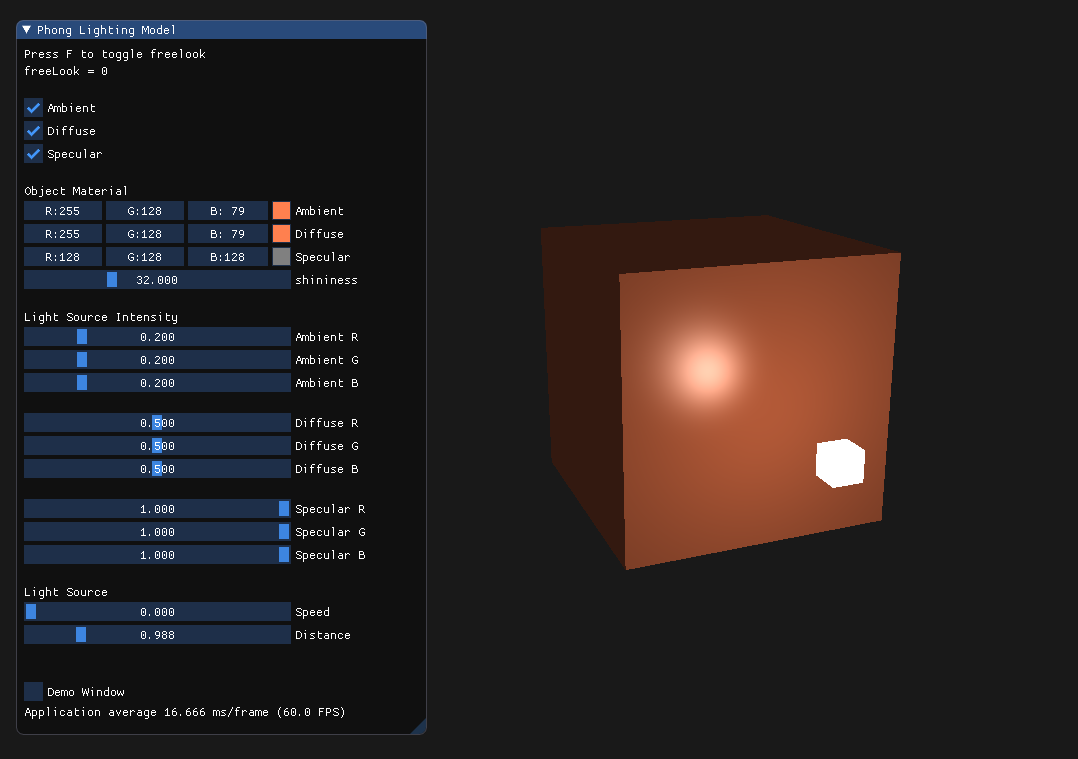 Phong Lighting Model
Press F to toggle freelook
freeLook = 0
Ambient
Diffuse
Specular
Object Material
R:255 G:128 B: 79 Ambient
R:255 G:128 B: 79 Diffuse
R:128 G:128 B:128 Specular
32.000 shininess
Light Source Intensity
0.200 Ambient R
0.200 Ambient G
0.200 Ambient B
0.500 Diffuse R
0.500 Diffuse G
0.500 Diffuse B
1.000 Specular R
1.000 Specular G
1.000 Specular B
Light Source
0.000 Speed
0.988 Distance
Demo Window
Application average 16.666 ms/frame (60.0 FPS)